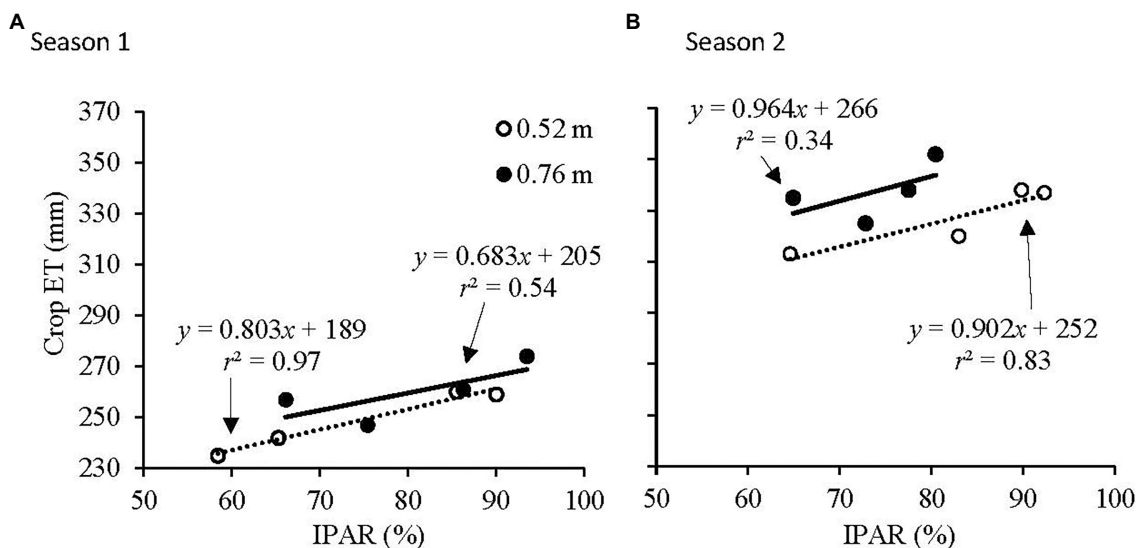 A
Season 1
Crop ET (mm)
370
350
330
310
290
270
250
230
50 60 70 80 90 100
IPAR (%)
0.52 m
0.76 m
y = 0.683x + 205
r² = 0.54
y = 0.803x + 189
r² = 0.97
B
Season 2
y = 0.964x + 266
r² = 0.34
y = 0.902x + 252
r² = 0.83
50 60 70 80 90 100
IPAR (%)